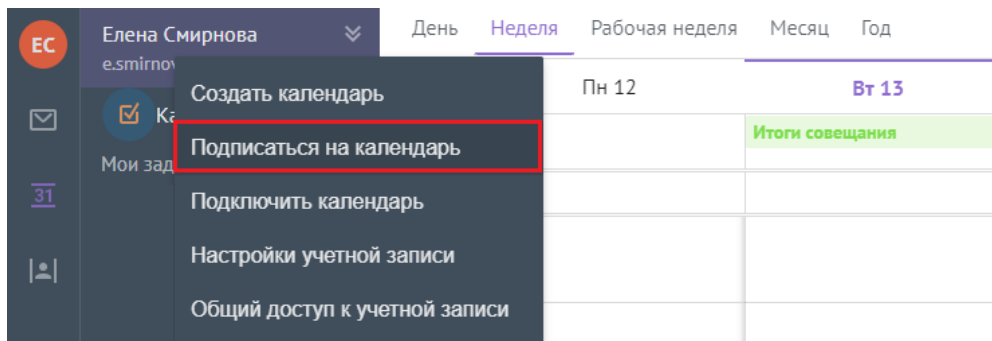 ЕС
Елена Смирнова
День Неделя Рабочая неделя Месяц Год
Создать календарь
Пн 12
Вт 13
Подписаться на календарь
Итоги совещания
Мои
31
Подключить календарь
Настройки учетной записи
Общий доступ к учетной записи